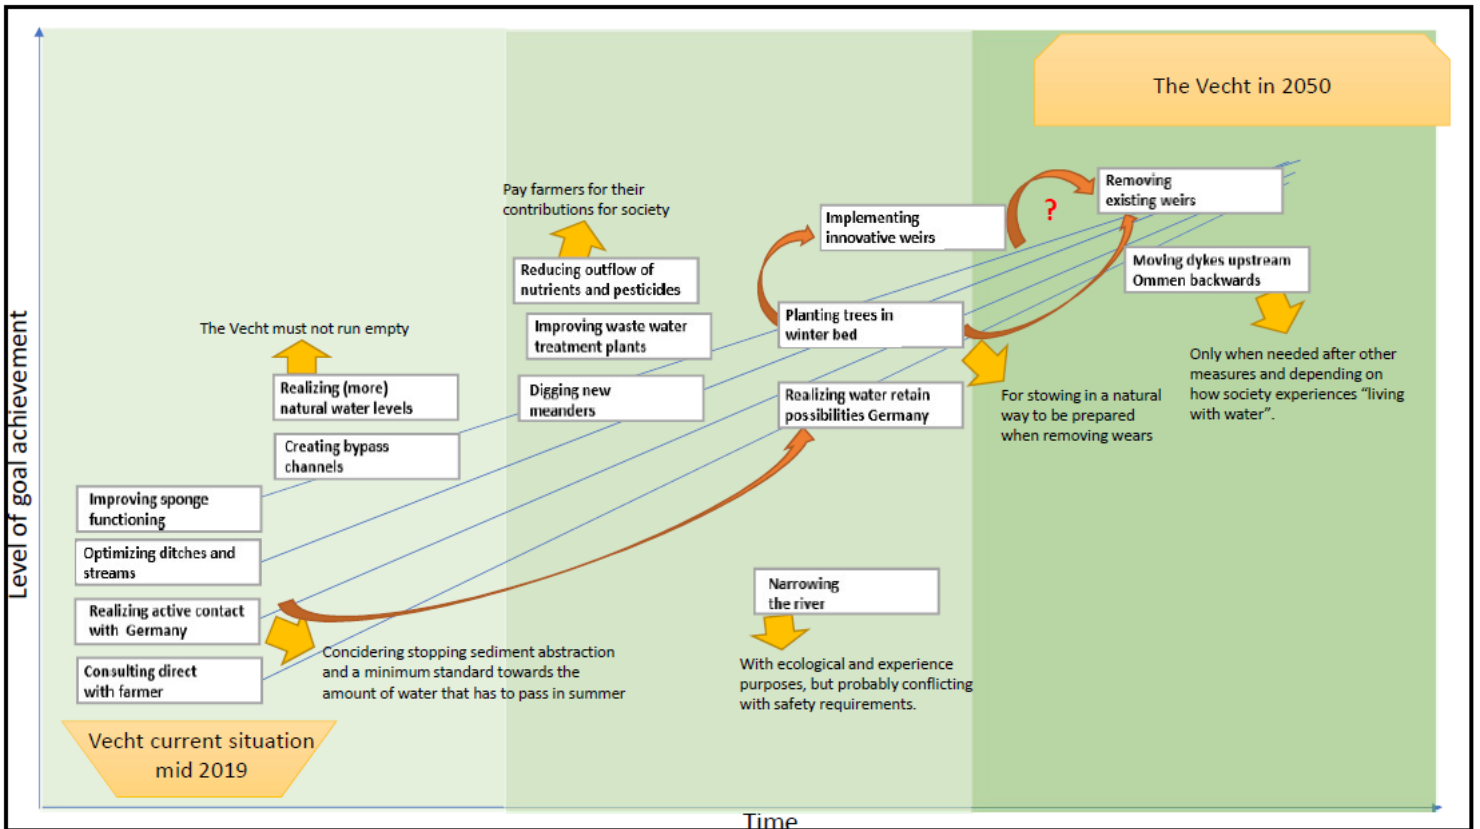 The Vecht in 2050
Level of goal achievement
Pay farmers for their
contributions for society
Removing
existing weirs
?
Implementing
innovative weirs
Reducing outflow of
nutrients and pesticides
Moving dykes upstream
Ommen backwards
The Vecht must not run empty
Improving waste water
treatment plants
Planting trees in
winter bed
Only when needed after other
measures and depending on
how society experiences “living
with water”.
Realizing (more)
natural water levels
Digging new
meanders
Realizing water retain
possibilities Germany
For stowing in a natural
way to be prepared
when removing wears
Creating bypass
channels
Improving sponge
functioning
Optimizing ditches and
streams
Realizing active contact
with Germany
Narrowing
the river
Concidering stopping sediment abstraction
and a minimum standard towards the
amount of water that has to pass in summer
Consulting direct
with farmer
With ecological and experience
purposes, but probably conflicting
with safety requirements.
Vecht current situation
mid 2019
Time